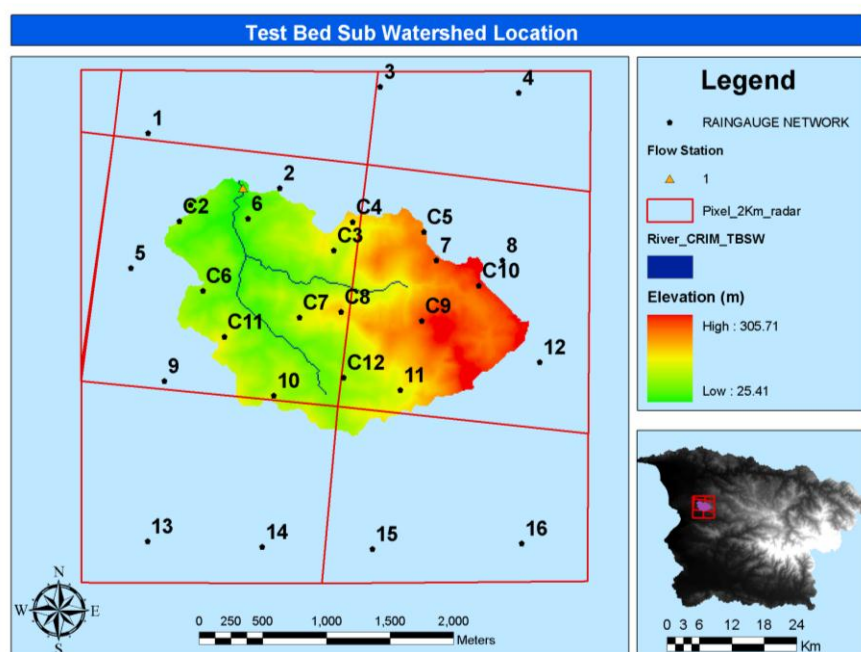 Test Bed Sub Watershed Location
3
4
1
2
C2
6
C4
C5
C3
7
8
5
C10
C6
C7
C8
C9
C11
12
9
C12
10
11
13
14
15
16
N
W E
S
0 250 500 1,000 1,500 2,000
Meters
Legend
RAINGAUGE NETWORK
Flow Station
1
Pixel_2Km_radar
River_CRIM_TBSW
Elevation (m)
High : 305.71
Low : 25.41
0 3 6 12 18 24
Km